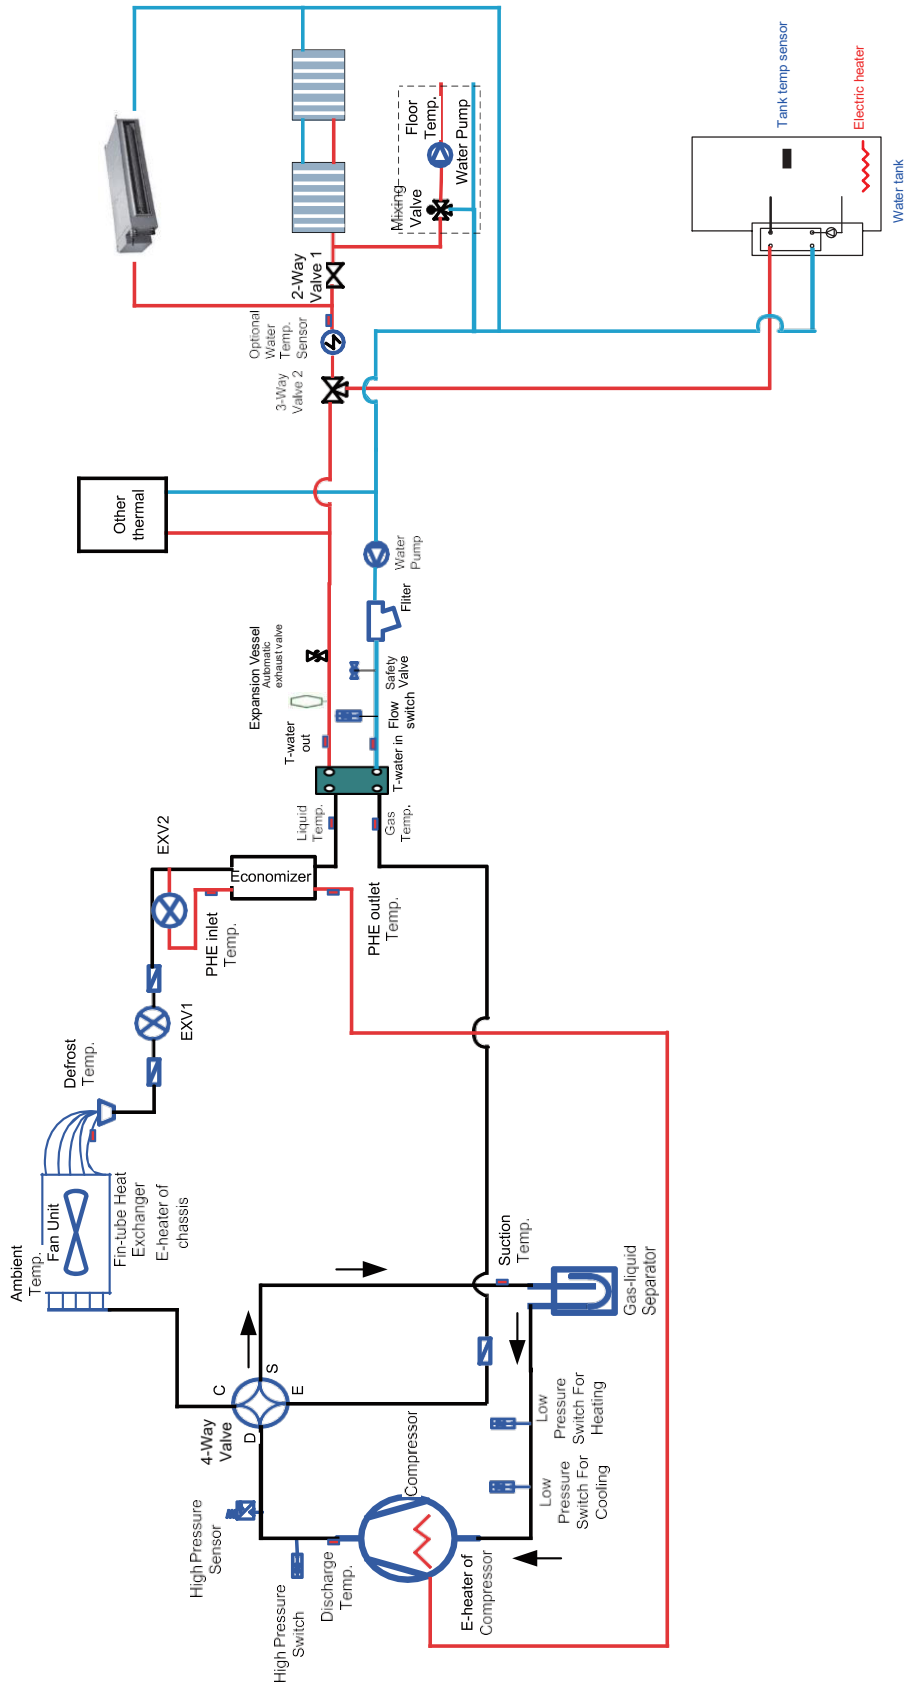 Ambient
Temp.
Fan Unit
Fin-tube Heat
Exchanger
E-heater of
chassis
Defrost
Temp.
EXV1
EXV2
PHE inlet
Temp.
Economizer
PHE outlet
Temp.
Liquid
Temp.
Gas
Temp.
T-water
out
T-water in
Expansion Vessel
Automatic
exhaust valve
Flow
switch
Safety
Valve
Fliter
Water
Pump
Other
thermal
3-Way
Valve 2
Optional
Water
Temp.
Sensor
2-Way
Valve 1
Mixing
Valve
Floor
Temp.
Water Pump
Tank temp sensor
Electric heater
Water tank
4-Way
Valve
C
S
E
D
High Pressure
Sensor
High Pressure
Switch
Discharge
Temp.
Compressor
E-heater of
Compressor
Suction
Temp.
Gas-liquid
Separator
Low
Pressure
Switch For
Heating
Low
Pressure
Switch For
Cooling